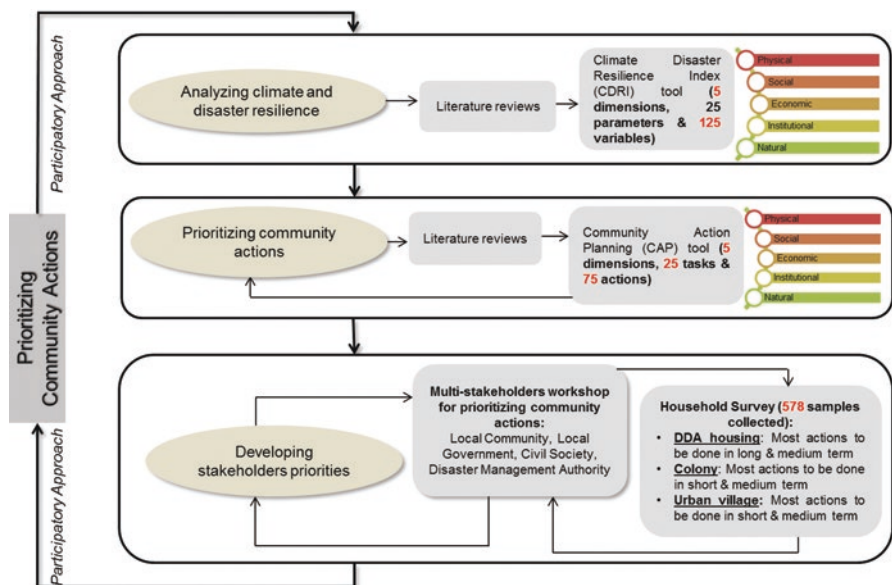 Participatory Approach
Prioritizing
Community Actions
Participatory Approach
Analyzing climate and
disaster resilience
Literature reviews
Climate Disaster
Resilience Index
(CDRI) tool (5
dimensions, 25
parameters & 125
variables)
Physical
Social
Economic
Institutional
Natural
Prioritizing community
actions
Literature reviews
Community Action
Planning (CAP) tool (5
dimensions, 25 tasks &
75 actions)
Physical
Social
Economic
Institutional
Natural
Developing
stakeholders priorities
Multi-stakeholders workshop
for prioritizing community
actions:
Local Community, Local
Government, Civil Society,
Disaster Management Authority
Household Survey (578 samples
collected):
• DDA housing: Most actions to
be done in long & medium term
• Colony: Most actions to be done
in short & medium term
• Urban village: Most actions to
be done in short & medium term